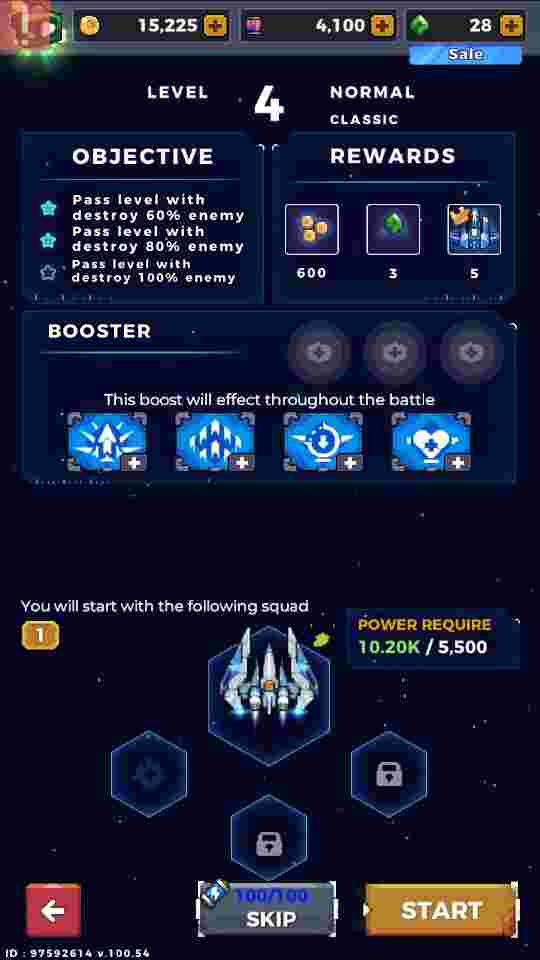 15,225
4,100
28
Sale
LEVEL 4 NORMAL
CLASSIC
OBJECTIVE
Pass level with
destroy 60% enemy
Pass level with
destroy 80% enemy
Pass level with
destroy 100% enemy
REWARDS
600
3
5
BOOSTER
This boost will effect throughout the battle
You will start with the following squad
1
POWER REQUIRE
10.20K / 5,500
100/100
SKIP
START
ID : 97592614 v.100.54